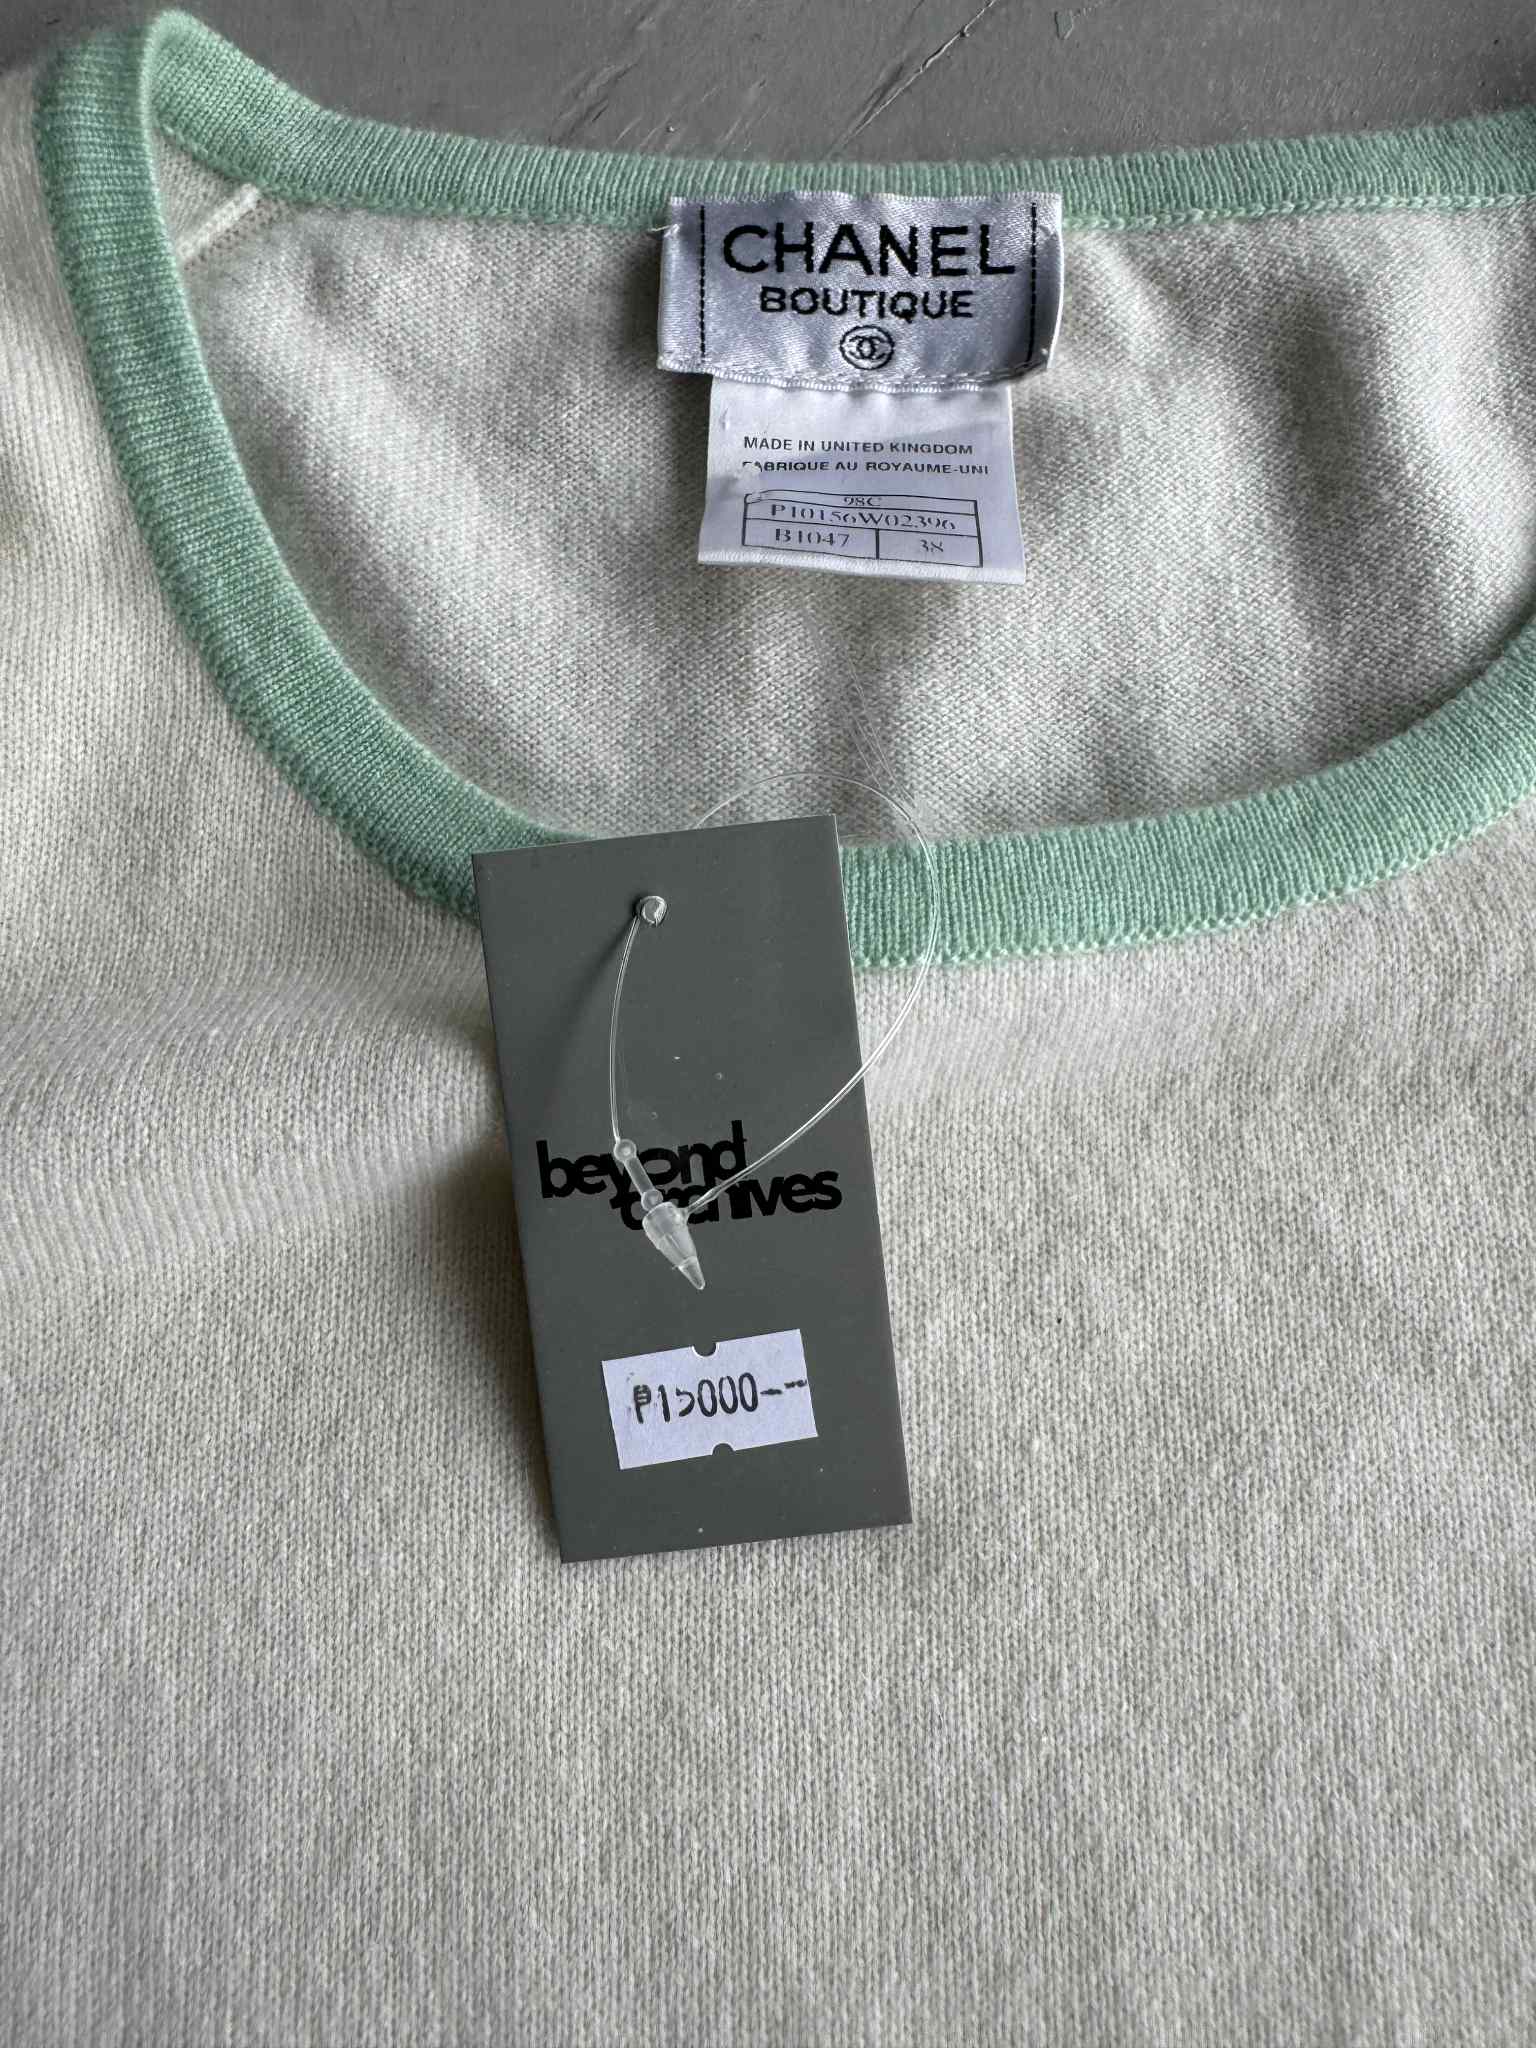 CHANEL
BOUTIQUE
MADE IN UNITED KINGDOM
FABRIQUE AU ROYAUME-UNI
98C
P10156W02396
B1047 38
beyond
archives
₱15000--